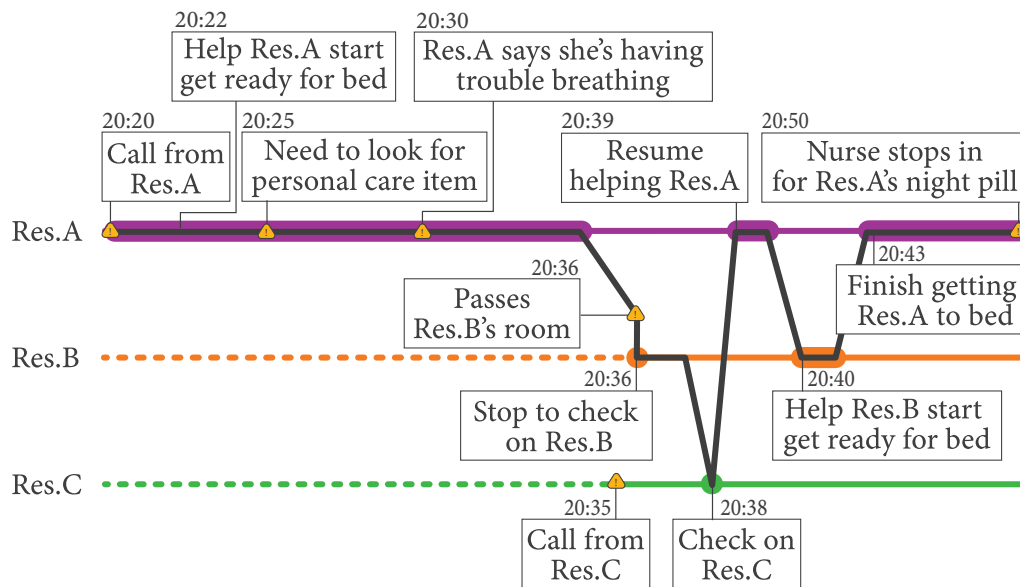 20:22
Help Res.A start
get ready for bed
20:30
Res.A says she's having
trouble breathing
20:20
Call from
Res.A
20:25
Need to look for
personal care item
20:39
Resume
helping Res.A
20:50
Nurse stops in
for Res.A's night pill
Res.A
20:36
Passes
Res.B's room
20:43
Finish getting
Res.A to bed
Res.B
20:36
Stop to check
on Res.B
20:40
Help Res.B start
get ready for bed
Res.C
20:35
Call from
Res.C
20:38
Check on
Res.C